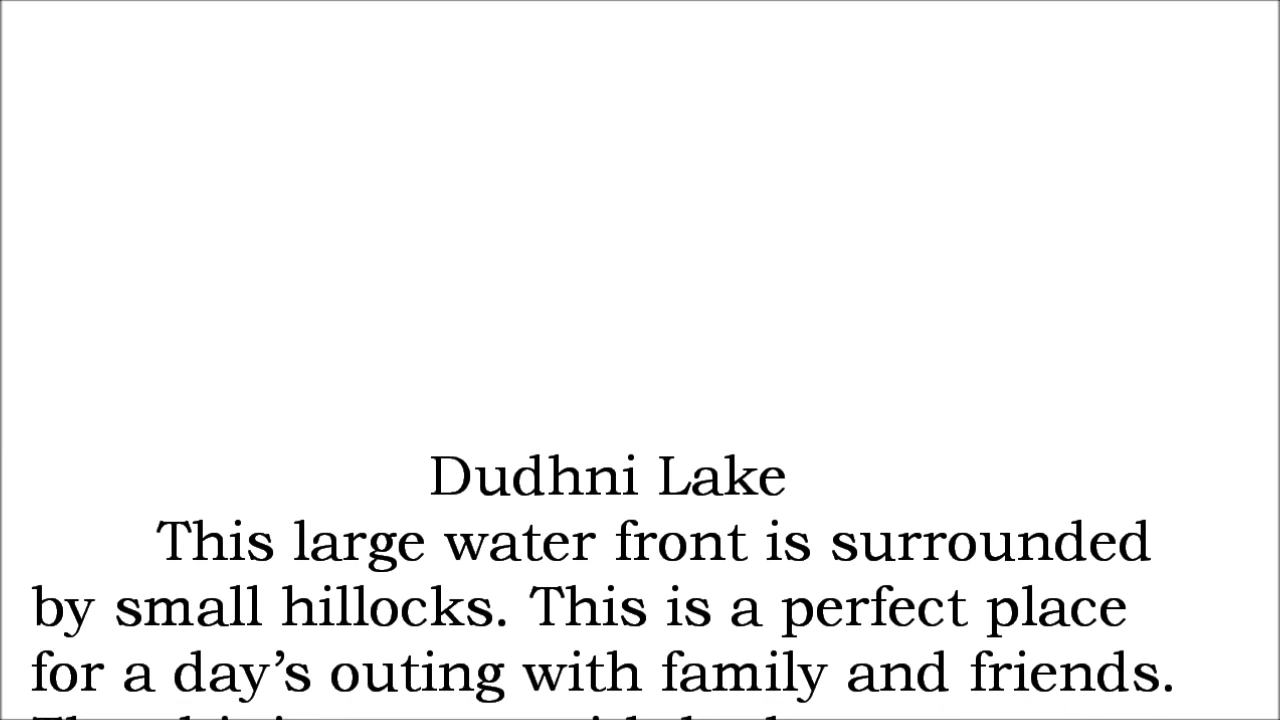 Dudhni Lake
This large water front is surrounded
by small hillocks. This is a perfect place
for a day’s outing with family and friends.